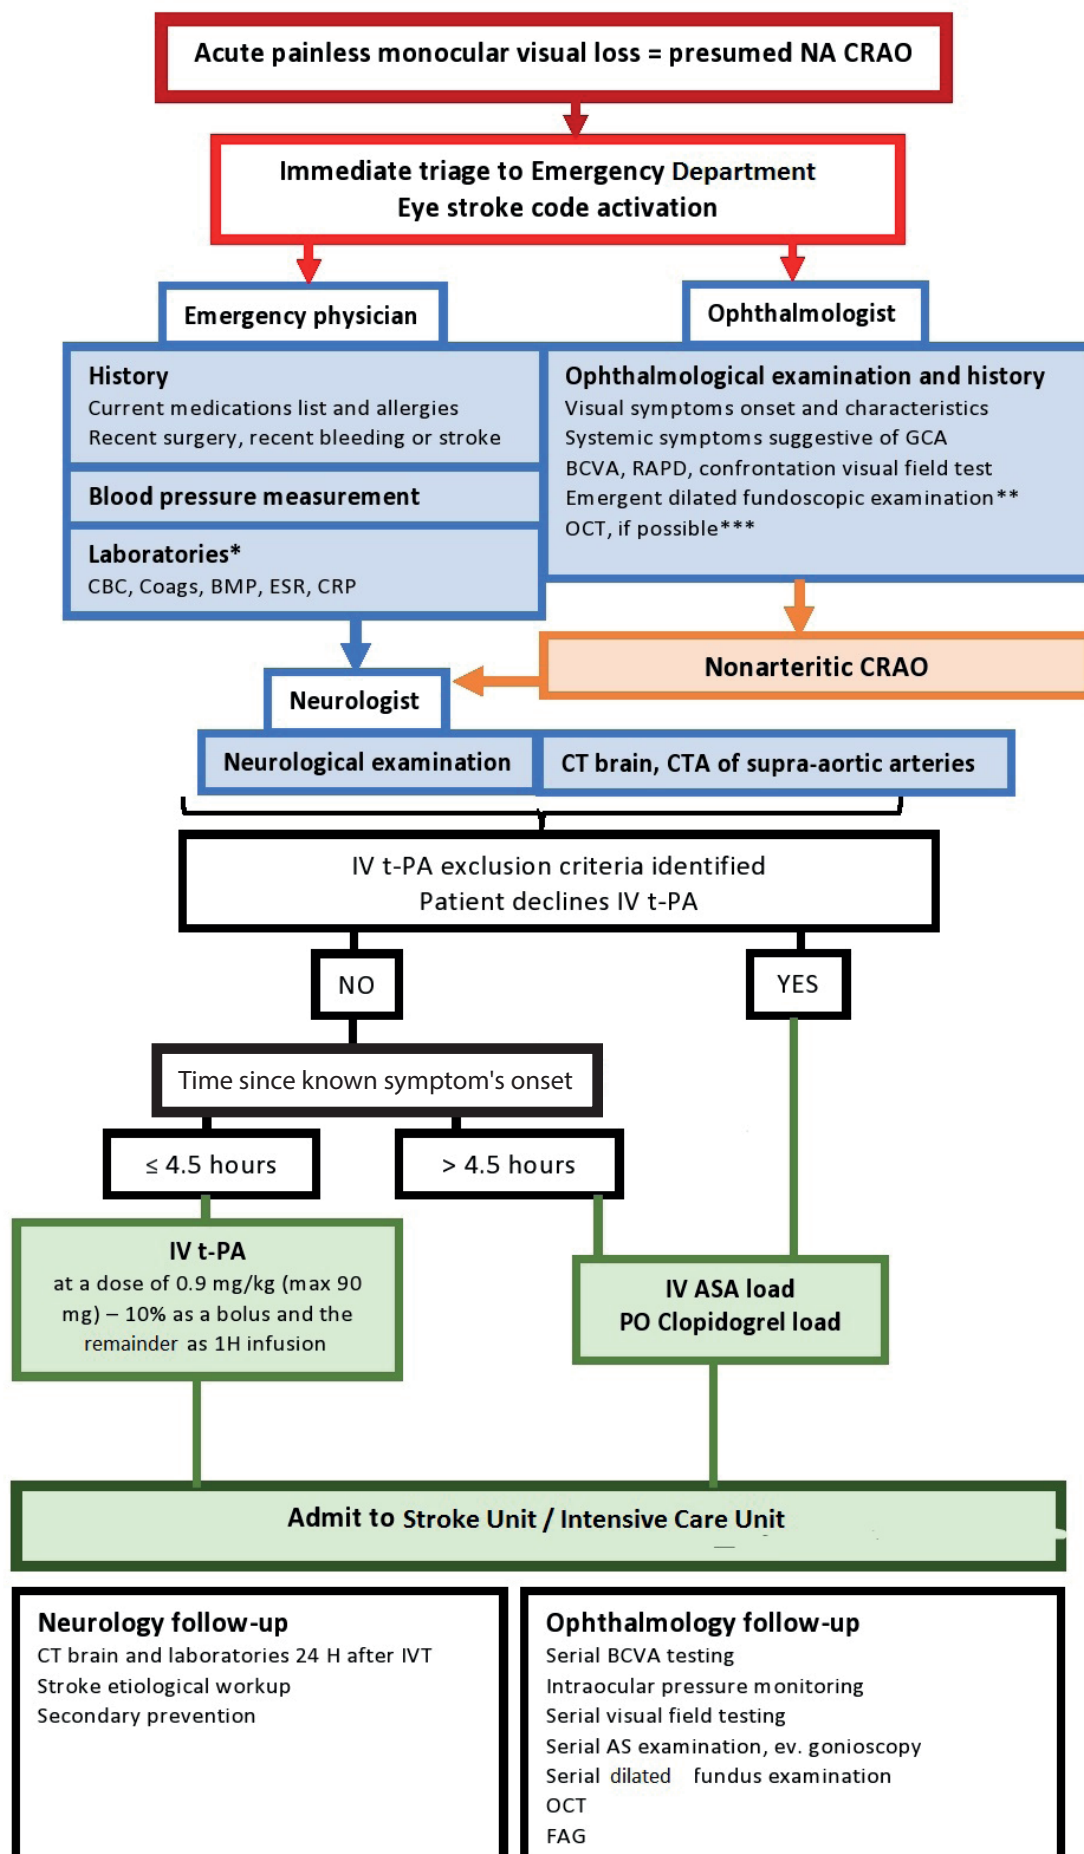 Acute painless monocular visual loss = presumed NA CRAO
Immediate triage to Emergency Department
Eye stroke code activation
Emergency physician
History
Current medications list and allergies
Recent surgery, recent bleeding or stroke
Blood pressure measurement
Laboratories*
CBC, Coags, BMP, ESR, CRP
Ophthalmologist
Ophthalmological examination and history
Visual symptoms onset and characteristics
Systemic symptoms suggestive of GCA
BCVA, RAPD, confrontation visual field test
Emergent dilated fundoscopic examination**
OCT, if possible***
Nonarteritic CRAO
Neurologist
Neurological examination
CT brain, CTA of supra-aortic arteries
IV t-PA exclusion criteria identified
Patient declines IV t-PA
NO
YES
Time since known symptom's onset
≤ 4.5 hours
> 4.5 hours
IV t-PA
at a dose of 0.9 mg/kg (max 90
mg) – 10% as a bolus and the
remainder as 1H infusion
IV ASA load
PO Clopidogrel load
Admit to Stroke Unit / Intensive Care Unit
Neurology follow-up
CT brain and laboratories 24 H after IVT
Stroke etiological workup
Secondary prevention
Ophthalmology follow-up
Serial BCVA testing
Intraocular pressure monitoring
Serial visual field testing
Serial AS examination, ev. gonioscopy
Serial dilated fundus examination
OCT
FAG